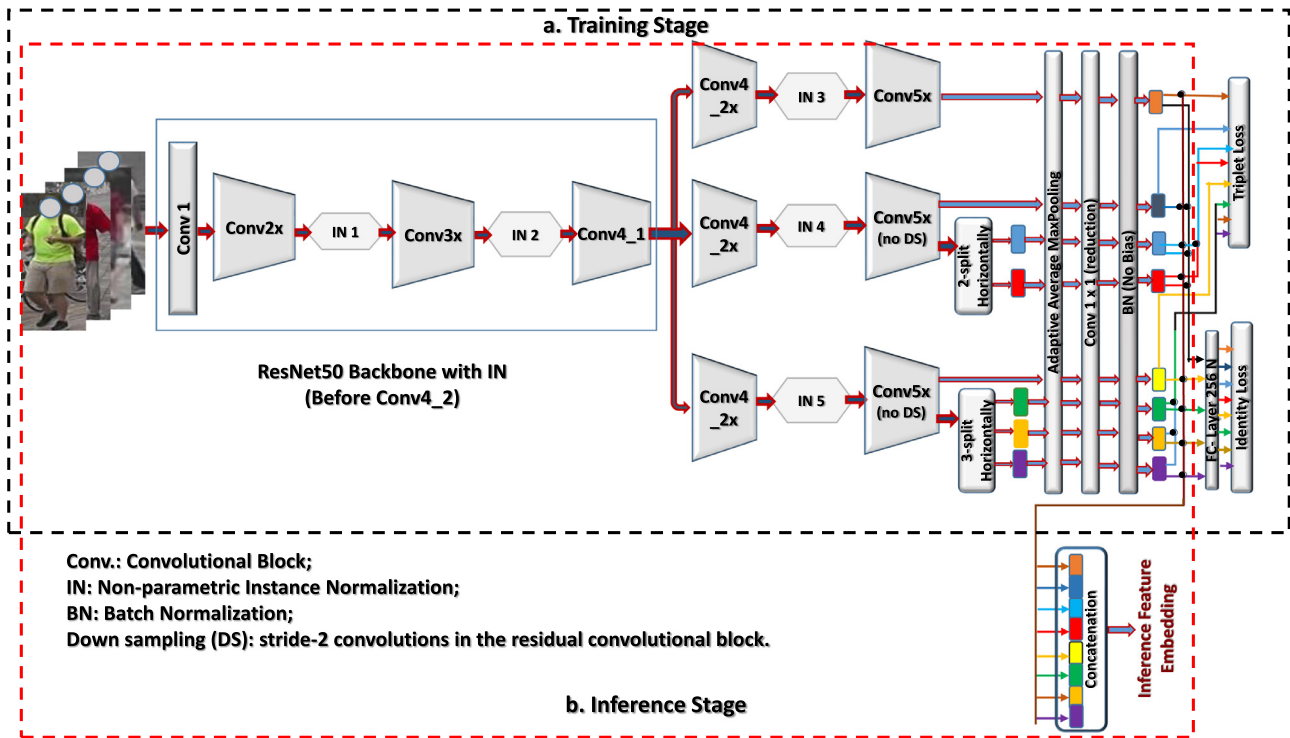 a. Training Stage
Conv 1
Conv2x
IN 1
Conv3x
IN 2
Conv4_1
ResNet50 Backbone with IN
(Before Conv4_2)
Conv4
_2x
IN 3
Conv5x
Conv4
_2x
IN 4
Conv5x
(no DS)
2-split
Horizontally
Conv4
_2x
IN 5
Conv5x
(no DS)
3-split
Horizontally
Adaptive Average MaxPooling
Conv 1 x 1 (reduction)
BN (No Bias)
Triplet Loss
FC- Layer 256 N
Identity Loss
Conv.: Convolutional Block;
IN: Non-parametric Instance Normalization;
BN: Batch Normalization;
Down sampling (DS): stride-2 convolutions in the residual convolutional block.
Concatenation
Inference Feature
Embedding
b. Inference Stage